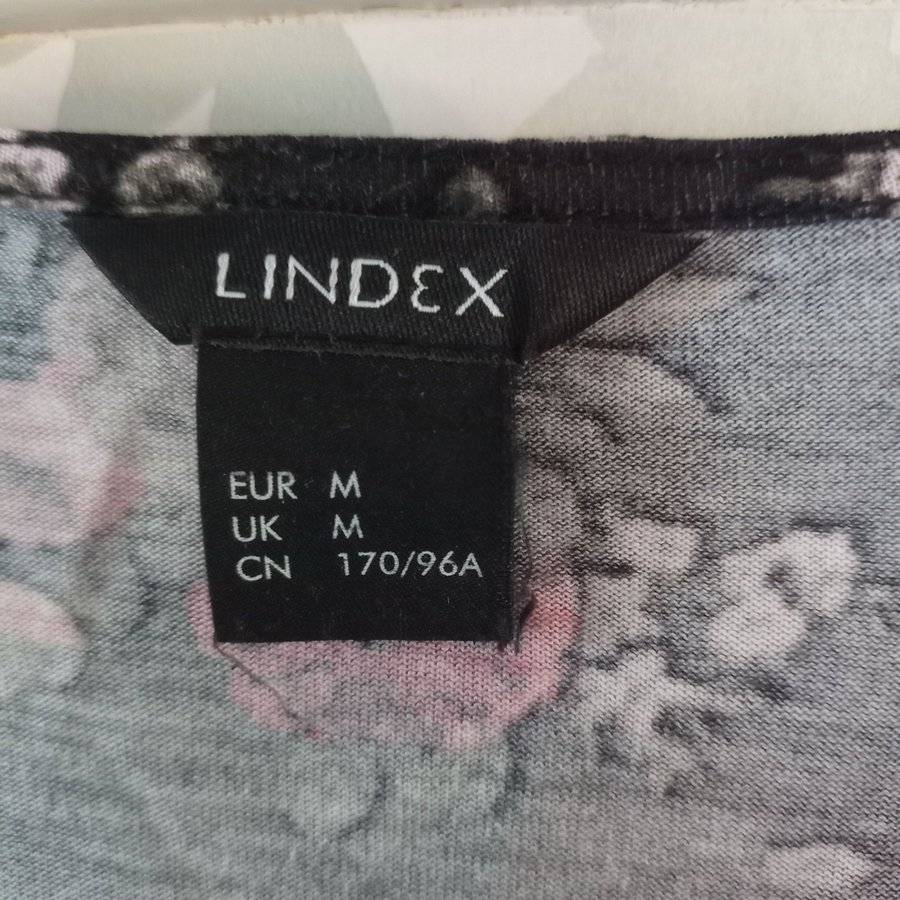 LINDEX
EUR M
UK M
CN 170/96A